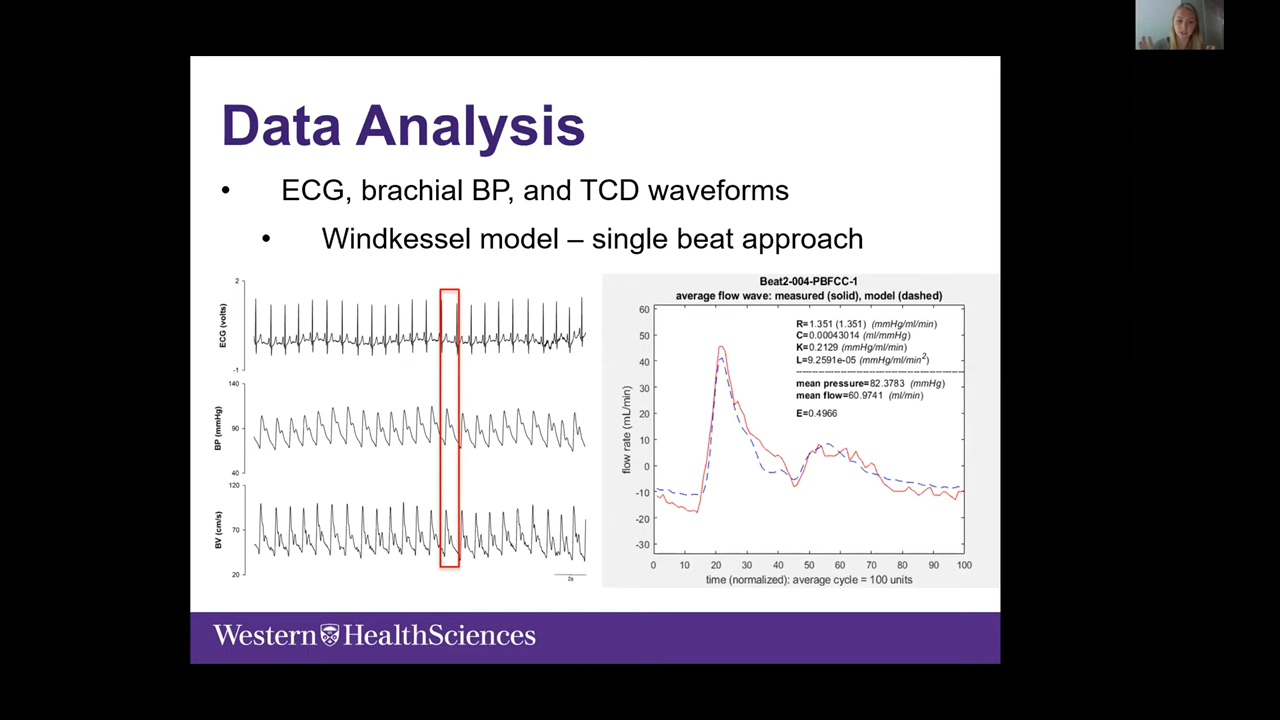 Data Analysis
• ECG, brachial BP, and TCD waveforms
• Windkessel model – single beat approach
2
ECG (volts)
-1
140
BP (mmHg)
90
40
120
BV (cm/s)
70
20
2s
Beat2-004-PBFCC-1
average flow wave: measured (solid), model (dashed)
R=1.351 (1.351) (mmHg/ml/min)
C=0.00043014 (ml/mmHg)
K=0.2129 (mmHg/ml/min)
L=9.2591e-05 (mmHg/ml/min²)
mean pressure=82.3783 (mmHg)
mean flow=60.9741 (ml/min)
E=0.4966
flow rate (mL/min)
60
50
40
30
20
10
0
-10
-20
-30
0 10 20 30 40 50 60 70 80 90 100
time (normalized): average cycle = 100 units
Western HealthSciences